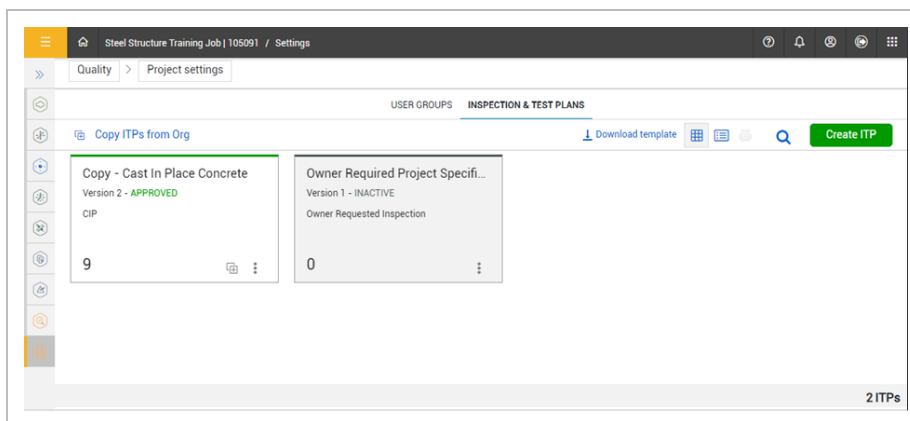 Steel Structure Training Job | 105091 / Settings
Quality > Project settings
USER GROUPS INSPECTION & TEST PLANS
Copy ITPs from Org Download template Create ITP
Copy - Cast In Place Concrete
Version 2 - APPROVED
CIP
9
Owner Required Project Specifi...
Version 1 - INACTIVE
Owner Requested Inspection
0
2 ITPs